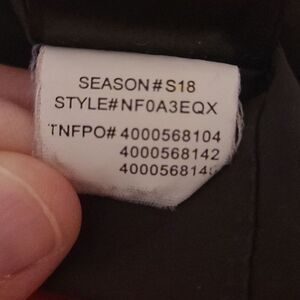 SEASON#S18
STYLE#NF0A3EQX
TNFPO# 4000568104
4000568142